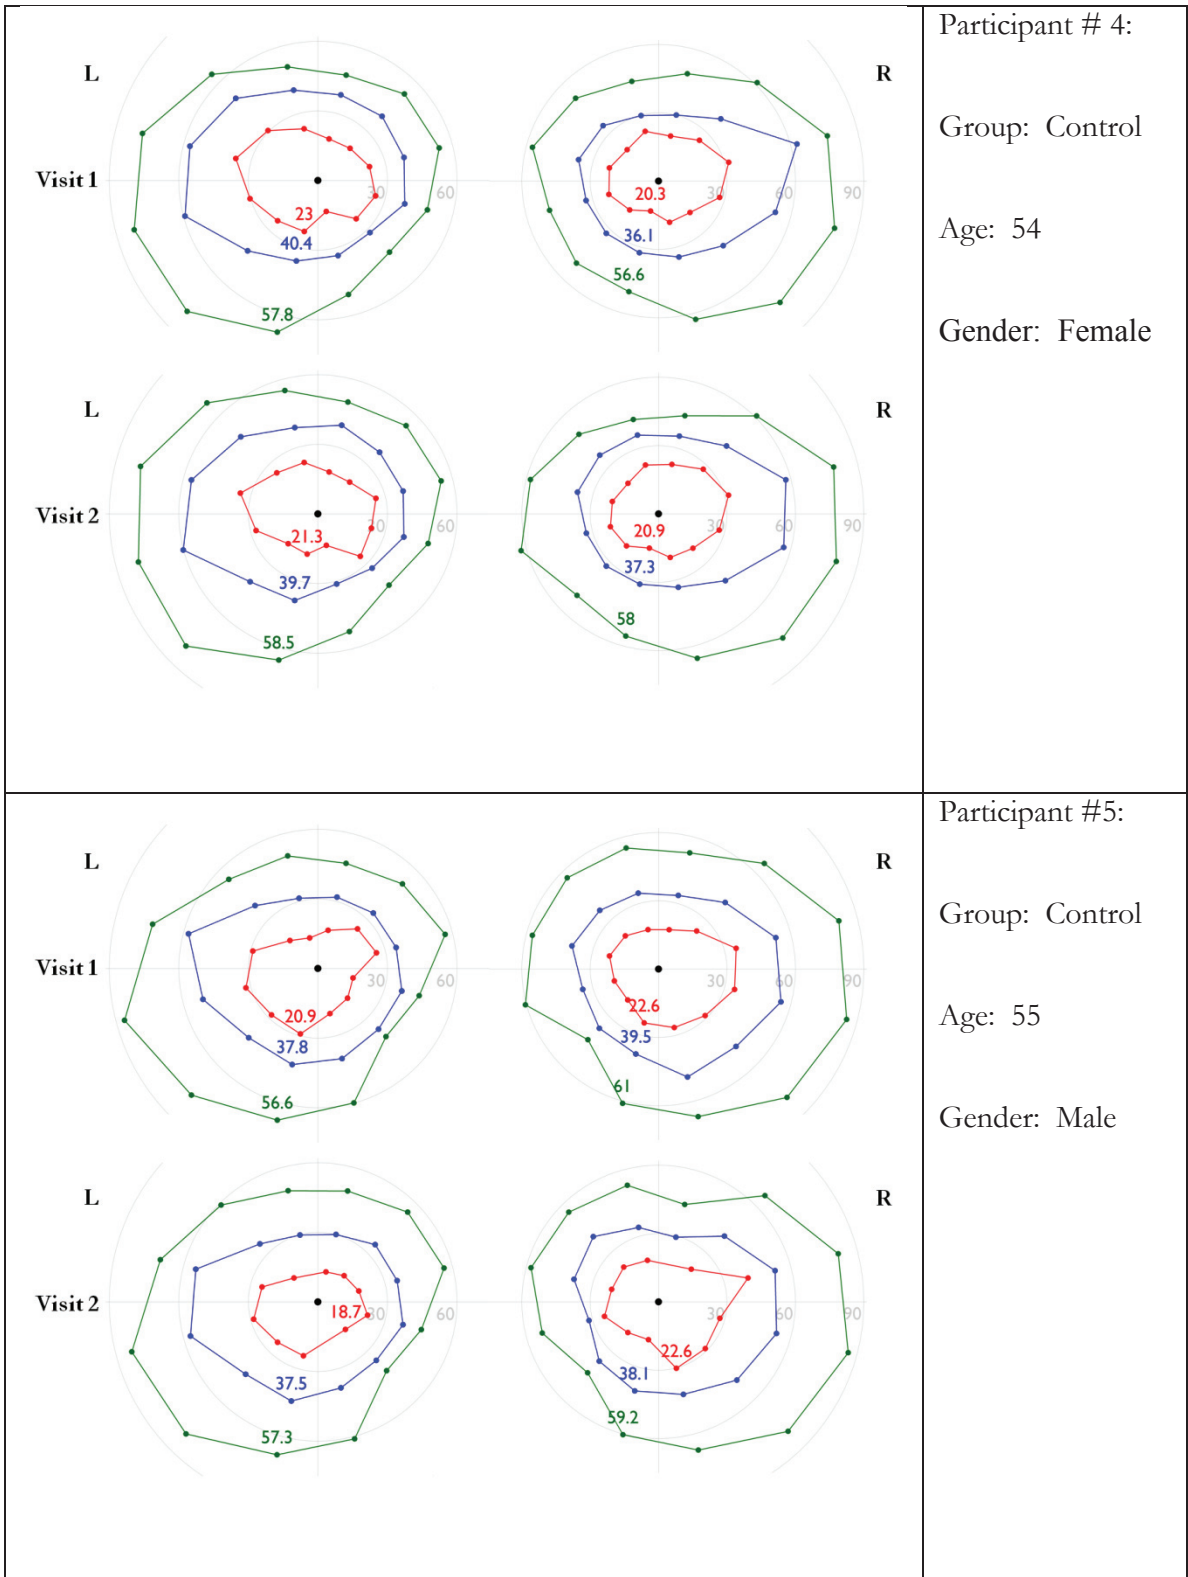 Participant # 4:
Group: Control
Age: 54
Gender: Female
L
R
Visit 1
30
60
23
40.4
57.8
30
60
90
20.3
36.1
56.6
L
R
Visit 2
30
60
21.3
39.7
58.5
30
60
90
20.9
37.3
58
Participant #5:
Group: Control
Age: 55
Gender: Male
L
R
Visit 1
30
60
20.9
37.8
56.6
30
60
90
22.6
39.5
61
L
R
Visit 2
30
60
18.7
37.5
57.3
30
60
90
22.6
38.1
59.2